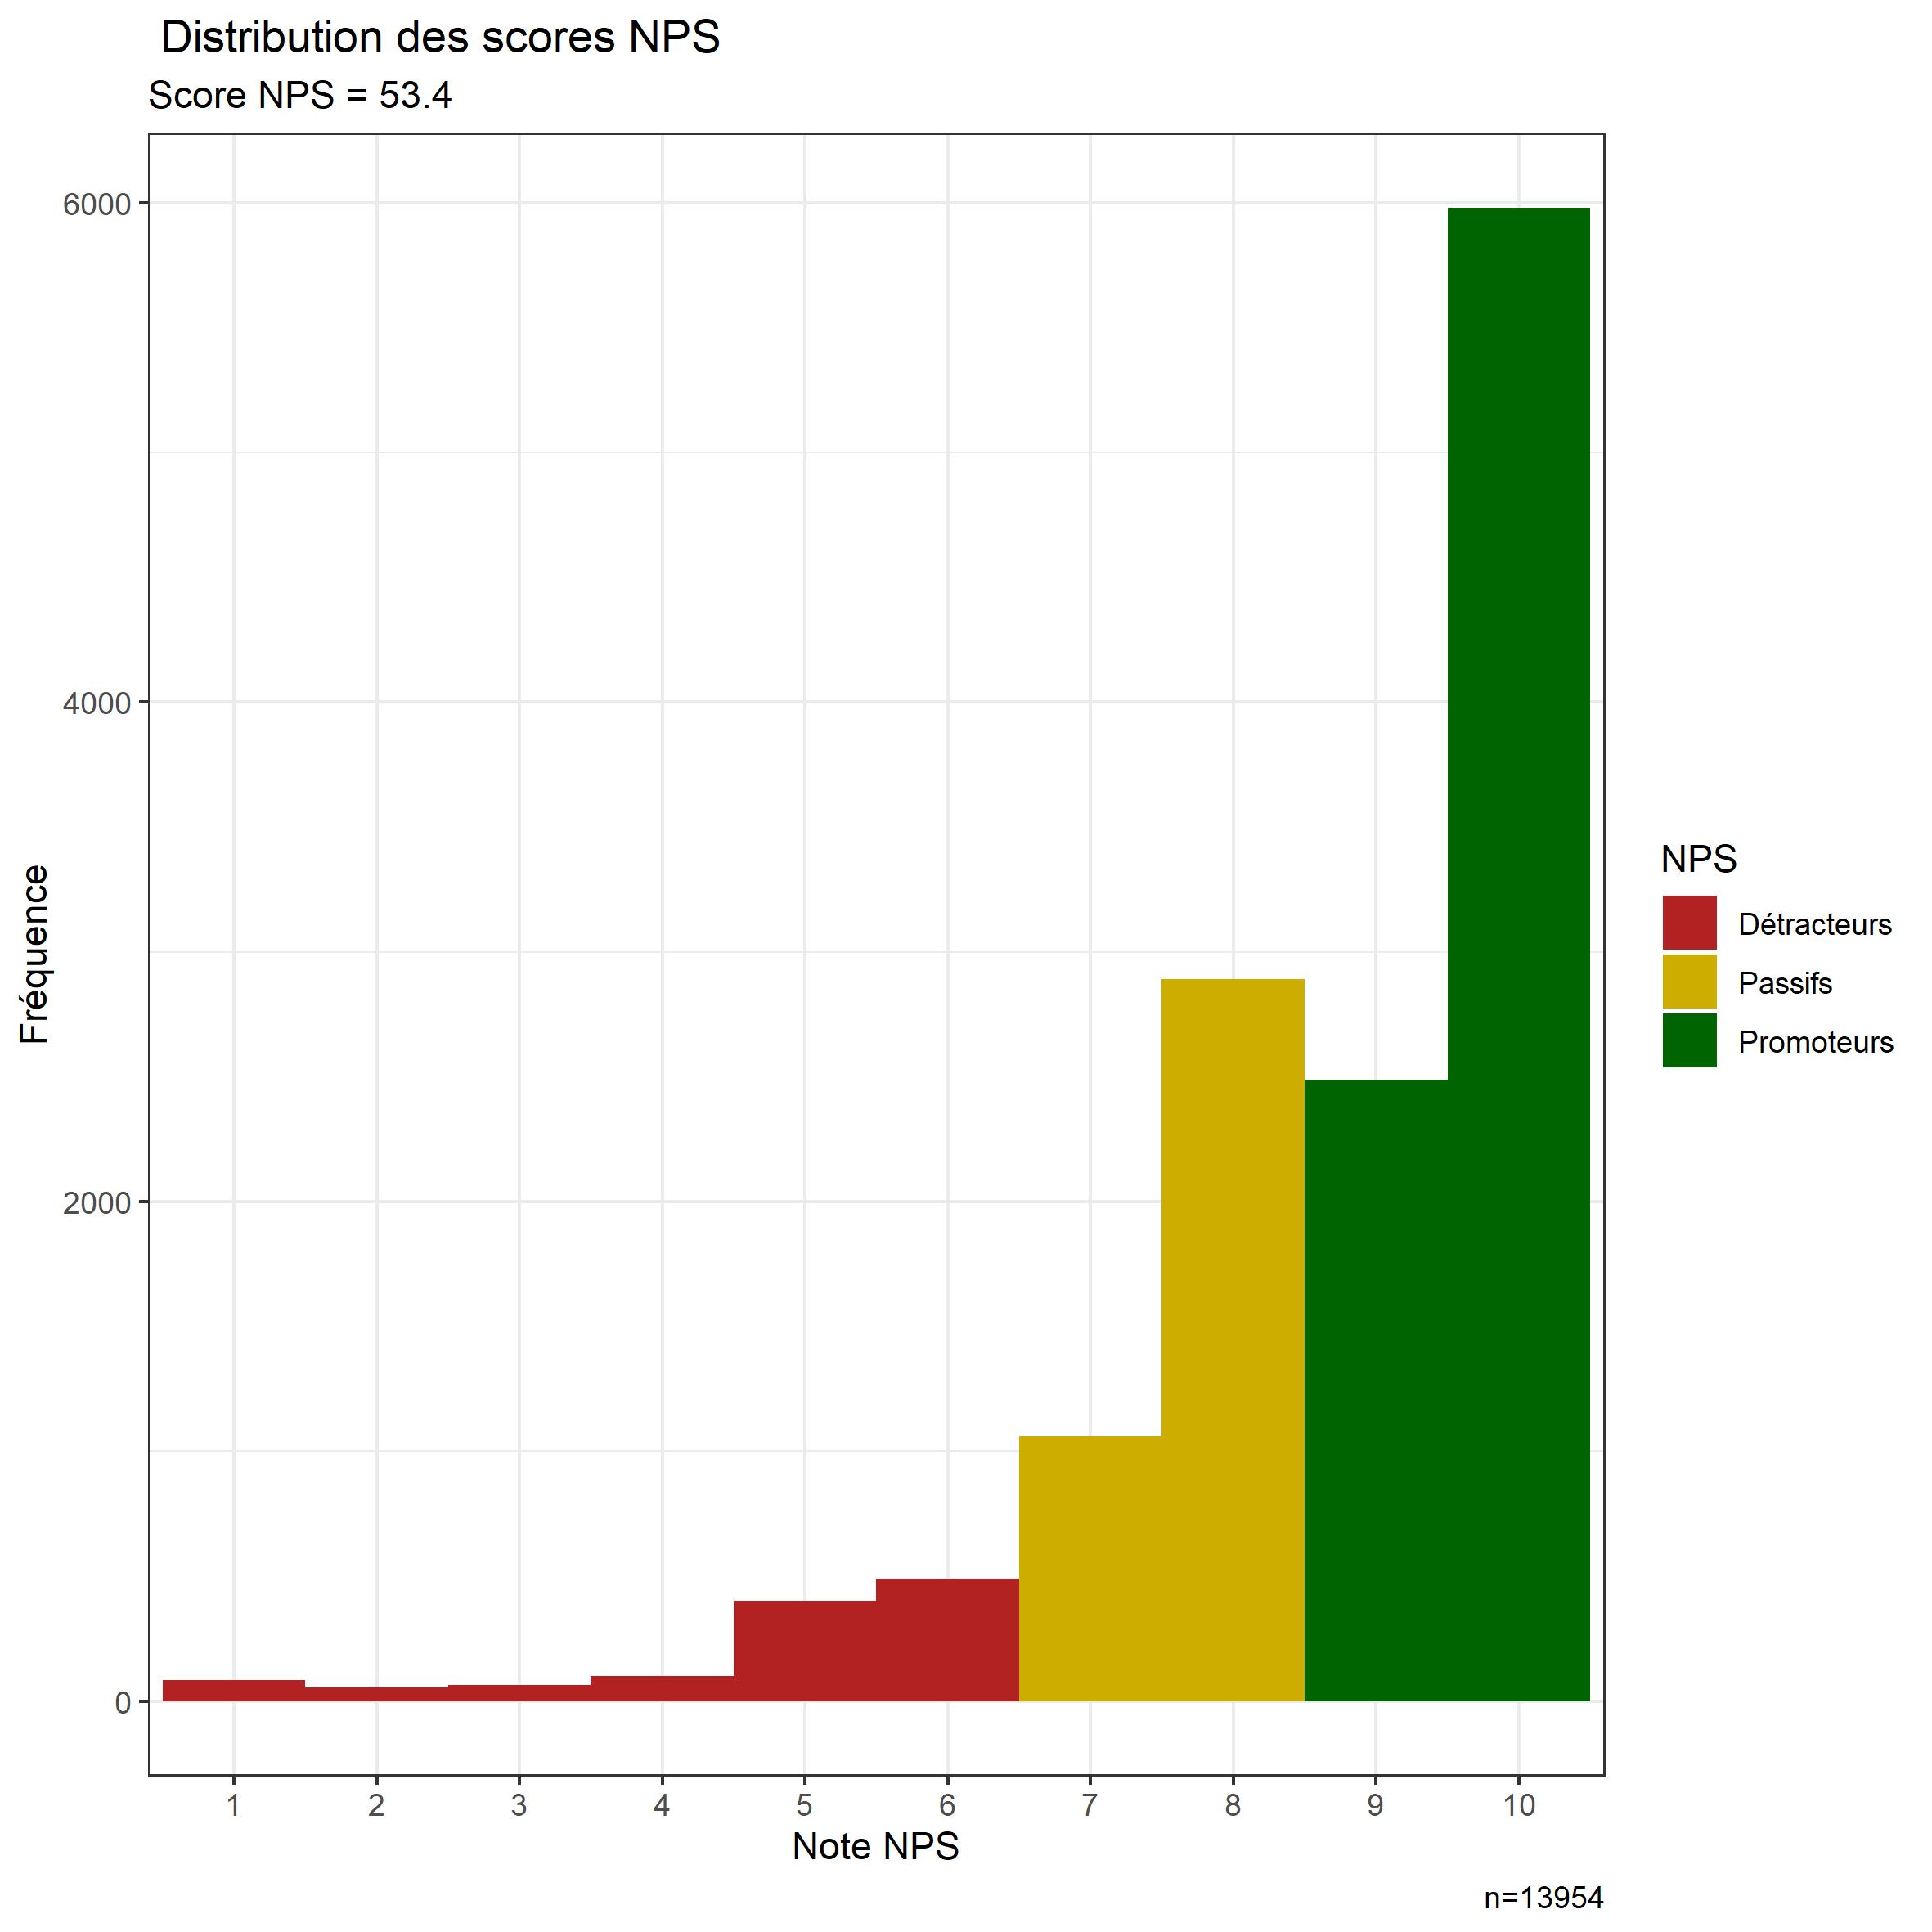 Distribution des scores NPS
Score NPS = 53.4
6000
4000
2000
0
Fréquence
1 2 3 4 5 6 7 8 9 10
Note NPS
NPS
Détracteurs
Passifs
Promoteurs
n=13954